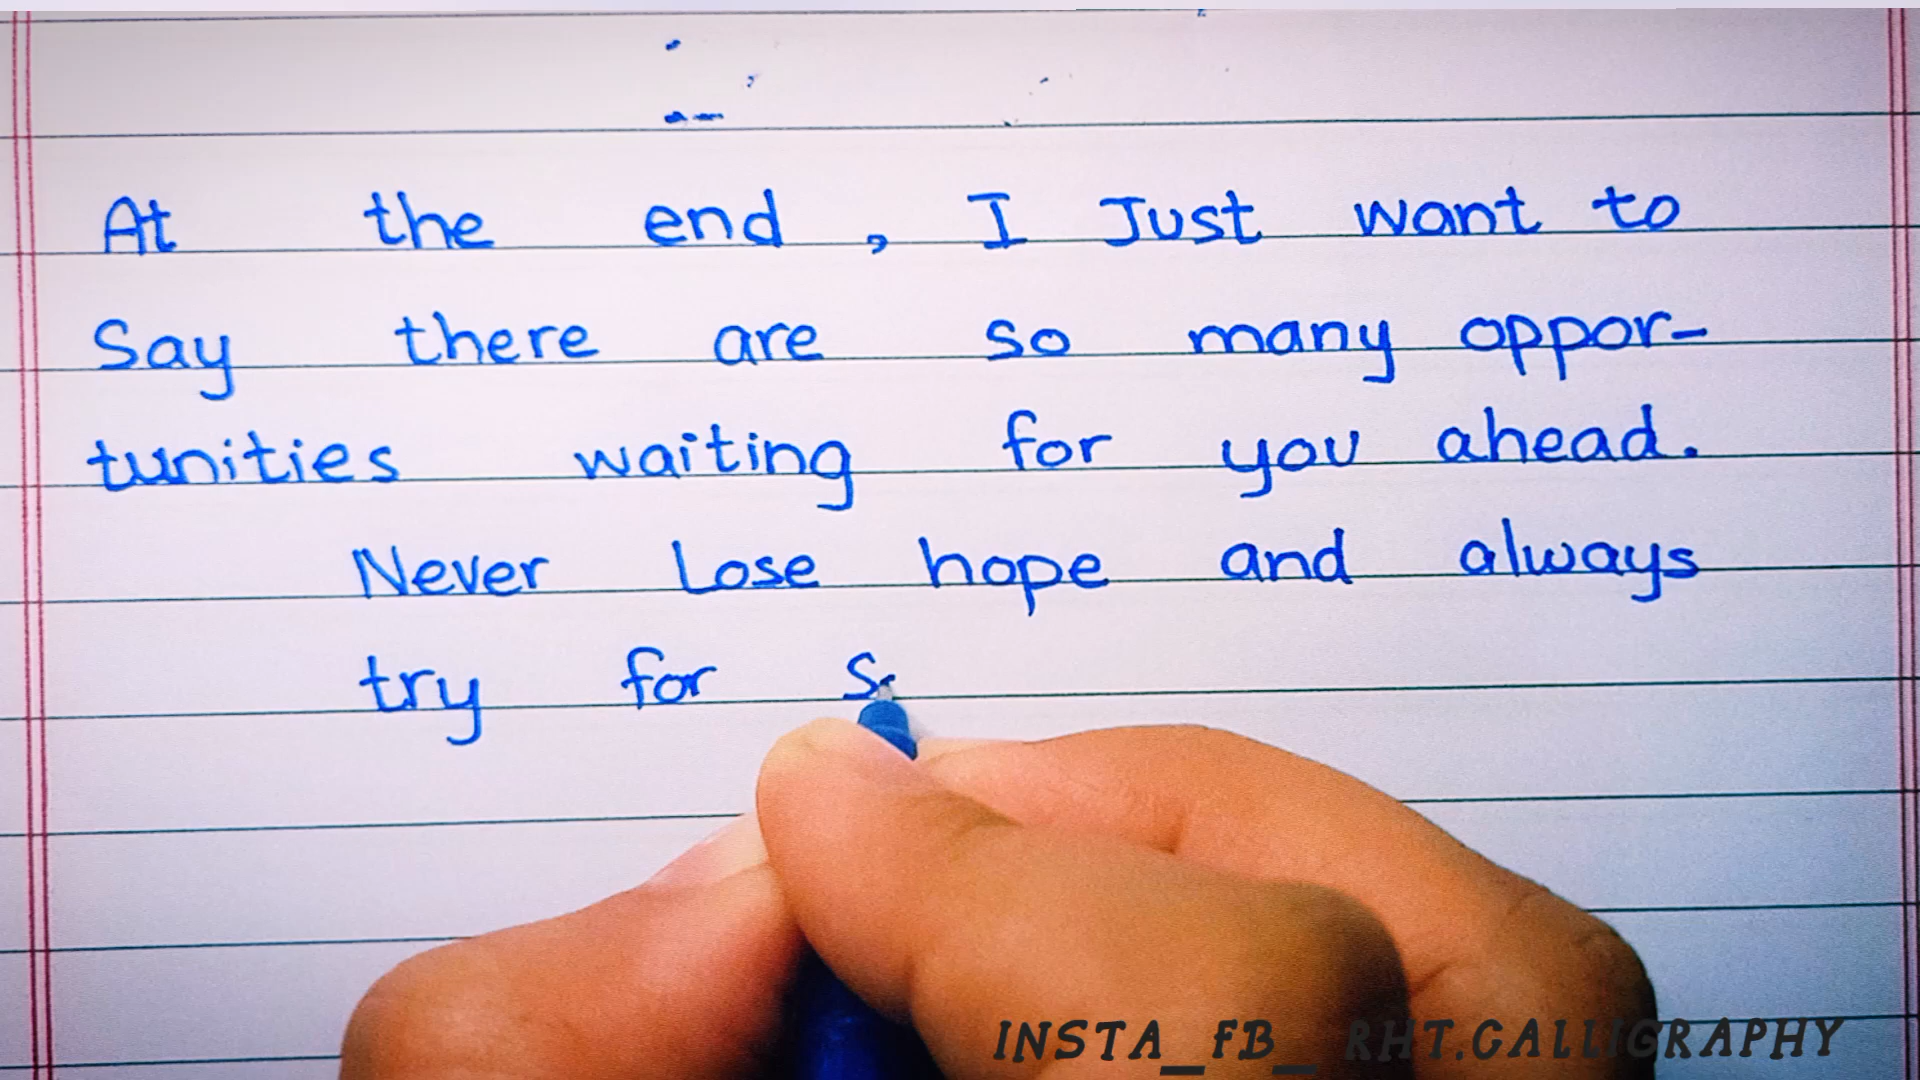 At the end, I Just want to
Say there are so many oppor-
tunities waiting for you ahead.
Never Lose hope and always
try for s
INSTA_FB_ RHT.CALLIGRAPHY